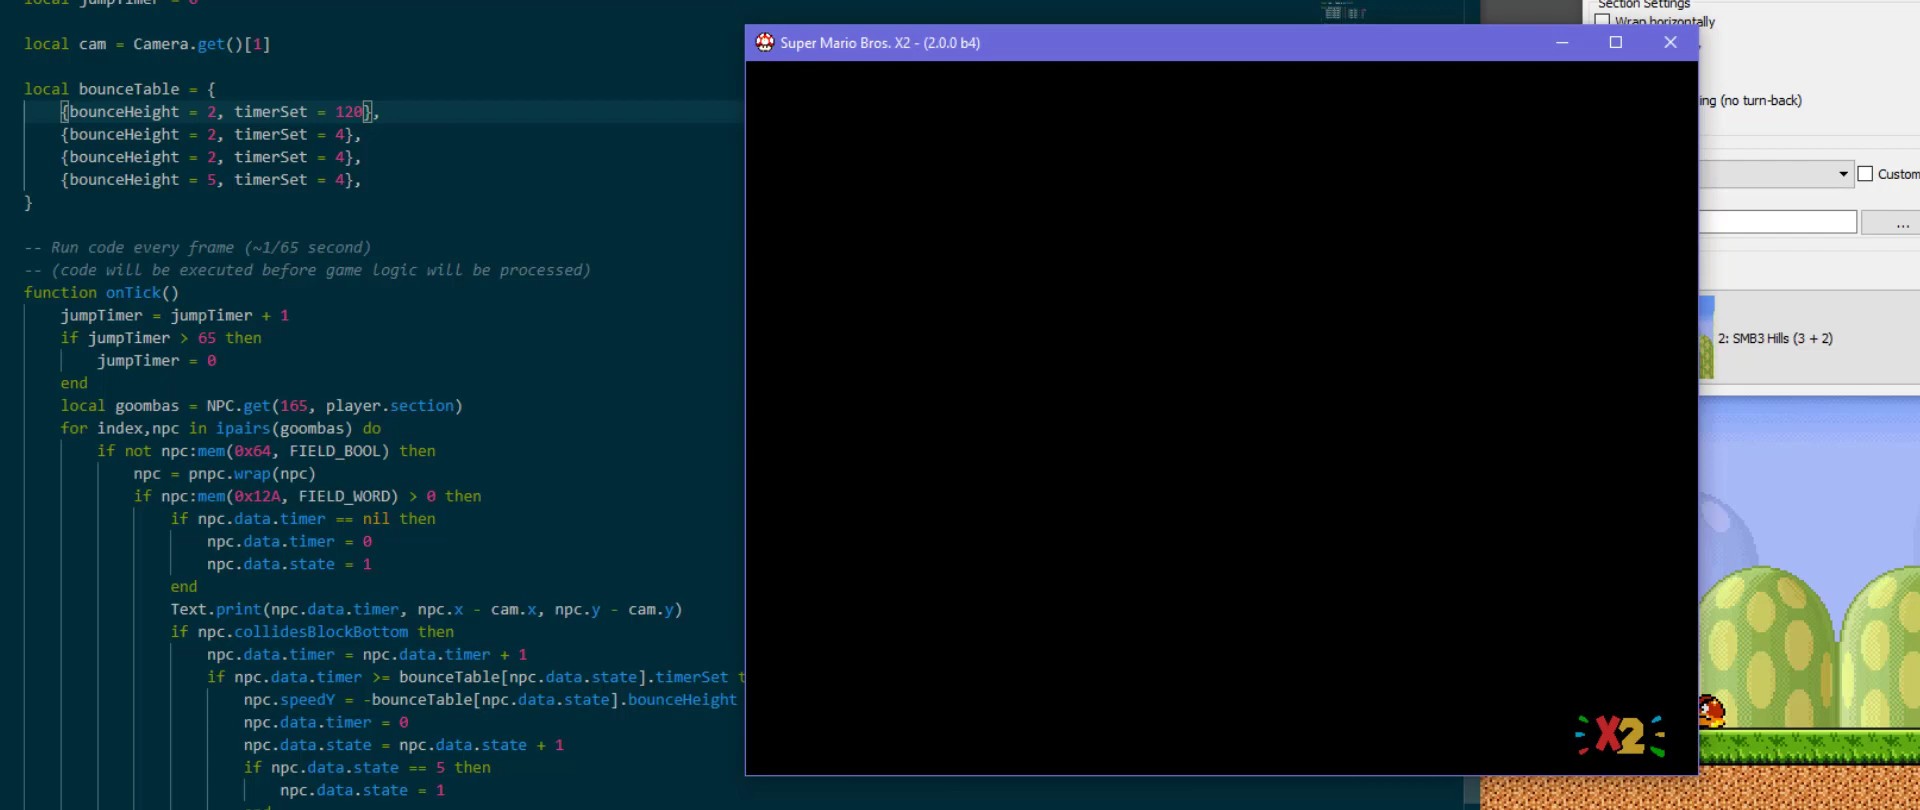 local jumpTimer = 0
local cam = Camera.get()[1]
local bounceTable = {
{bounceHeight = 2, timerSet = 120},
{bounceHeight = 2, timerSet = 4},
{bounceHeight = 2, timerSet = 4},
{bounceHeight = 5, timerSet = 4},
}
-- Run code every frame (~1/65 second)
-- (code will be executed before game logic will be processed)
function onTick()
jumpTimer = jumpTimer + 1
if jumpTimer > 65 then
jumpTimer = 0
end
local goombas = NPC.get(165, player.section)
for index,npc in ipairs(goombas) do
if not npc:mem(0x64, FIELD_BOOL) then
npc = pnpc.wrap(npc)
if npc:mem(0x12A, FIELD_WORD) > 0 then
if npc.data.timer == nil then
npc.data.timer = 0
npc.data.state = 1
end
Text.print(npc.data.timer, npc.x - cam.x, npc.y - cam.y)
if npc.collidesBlockBottom then
npc.data.timer = npc.data.timer + 1
if npc.data.timer >= bounceTable[npc.data.state].timerSet t
npc.speedY = -bounceTable[npc.data.state].bounceHeight
npc.data.timer = 0
npc.data.state = npc.data.state + 1
if npc.data.state == 5 then
npc.data.state = 1
Super Mario Bros. X2 - (2.0.0 b4)
X2
Section Settings
Wrap horizontally
ing (no turn-back)
Custom
...
2: SMB3 Hills (3 + 2)